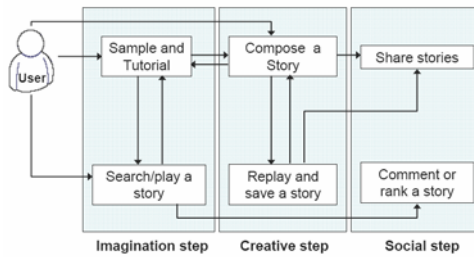 User
Sample and
Tutorial
Compose a
Story
Share stories
Search/play a
story
Replay and
save a story
Comment or
rank a story
Imagination step
Creative step
Social step